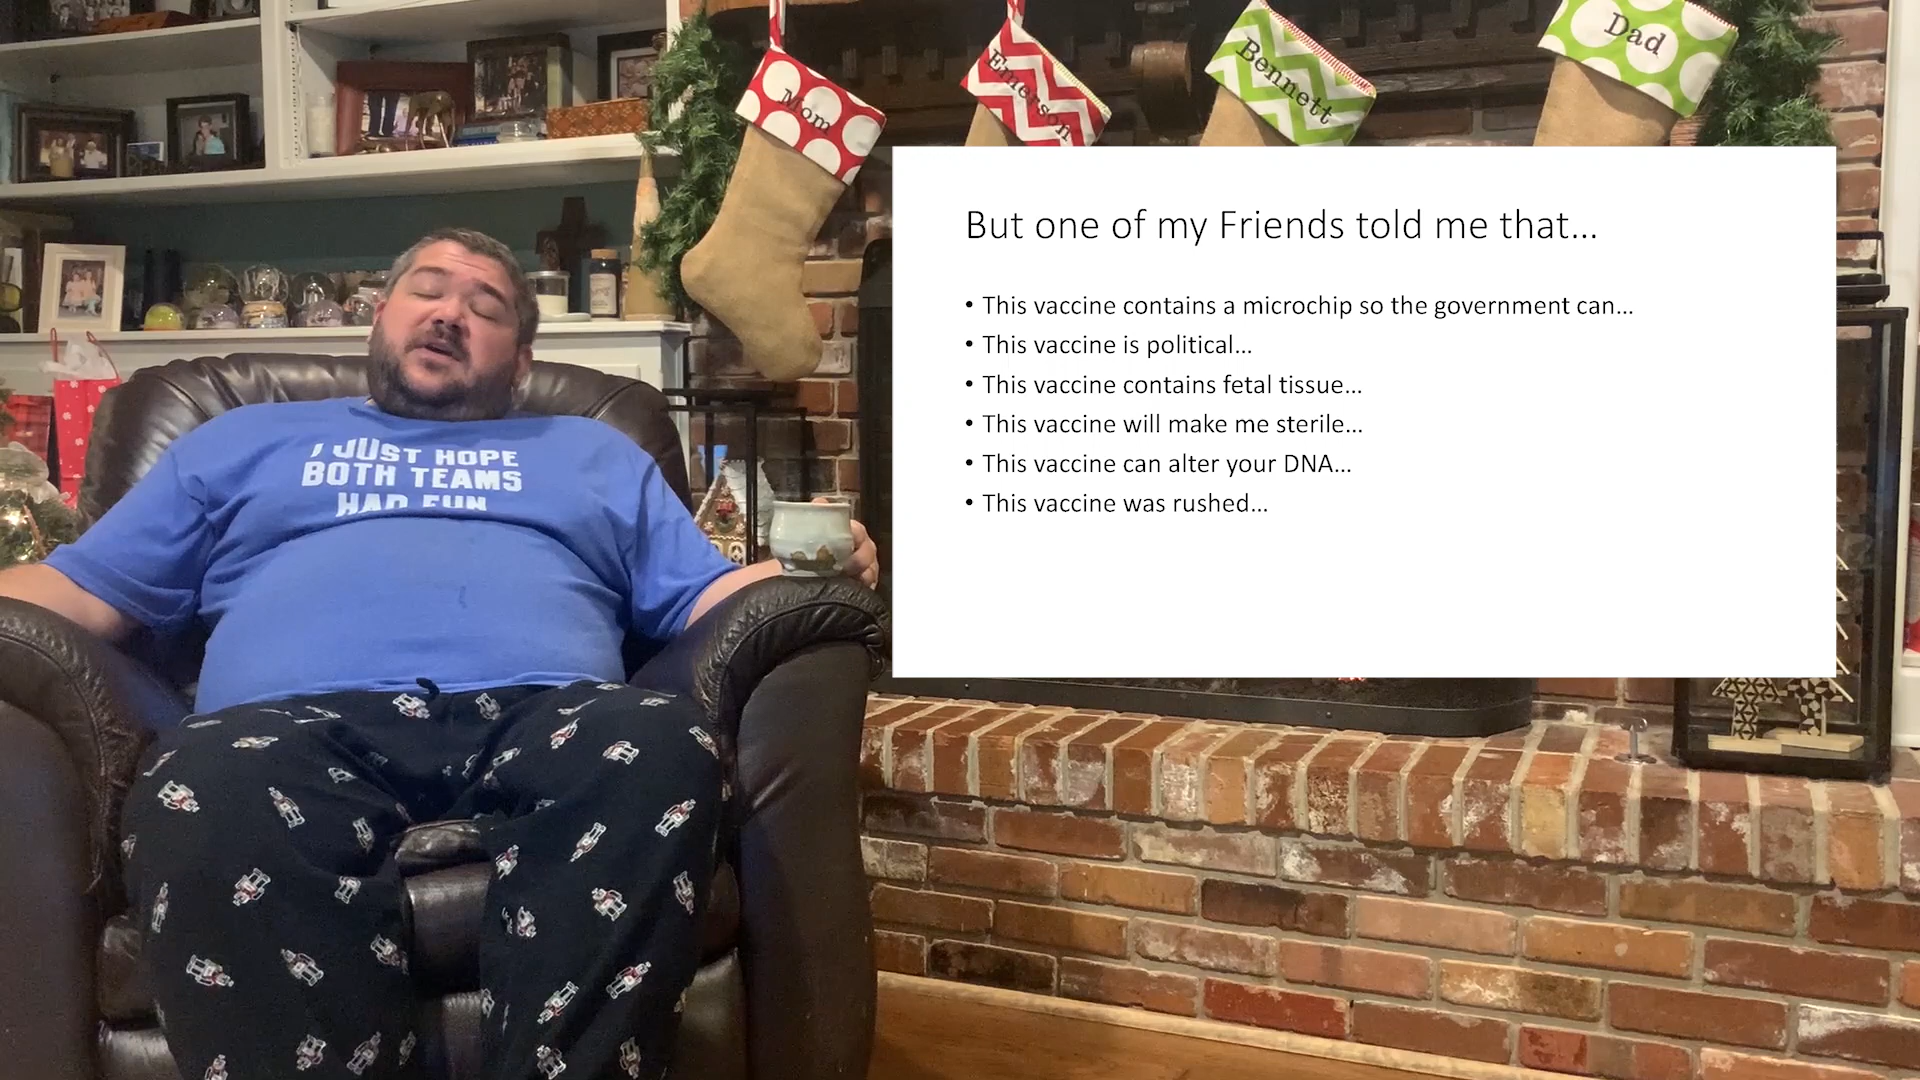 Mom
Emerson
Bennett
Dad
I JUST HOPE
BOTH TEAMS
HAD FUN
But one of my Friends told me that...
• This vaccine contains a microchip so the government can...
• This vaccine is political...
• This vaccine contains fetal tissue...
• This vaccine will make me sterile...
• This vaccine can alter your DNA...
• This vaccine was rushed...